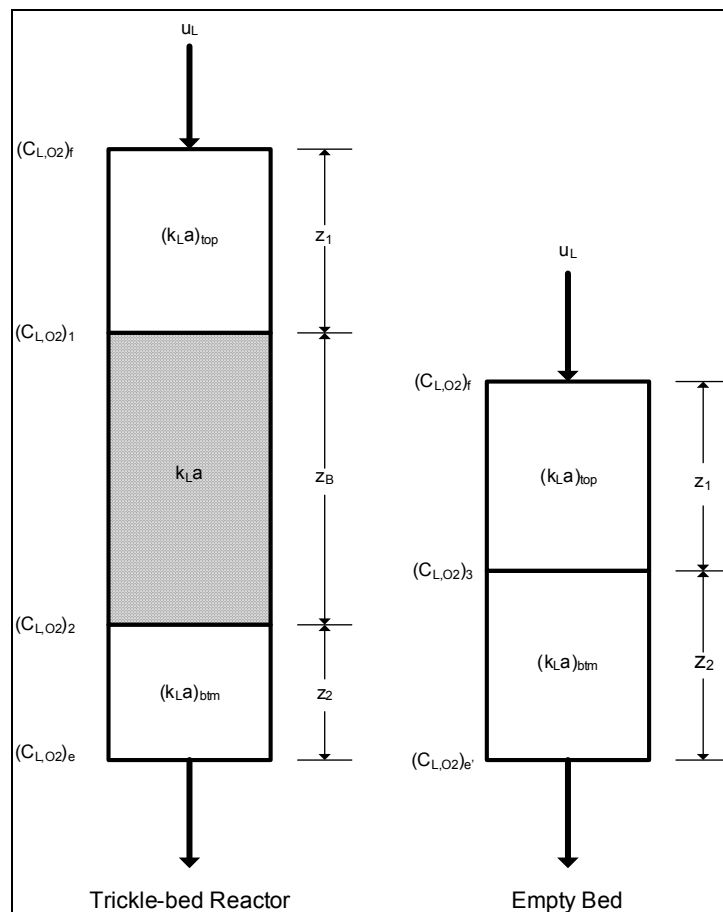 u_L
(C_L,O2)_f
(k_La)_top
z_1
(C_L,O2)_1
k_La
z_B
(C_L,O2)_2
(k_La)_btm
z_2
(C_L,O2)_e
Trickle-bed Reactor
u_L
(C_L,O2)_f
(k_La)_top
z_1
(C_L,O2)_3
(k_La)_btm
z_2
(C_L,O2)_e'
Empty Bed